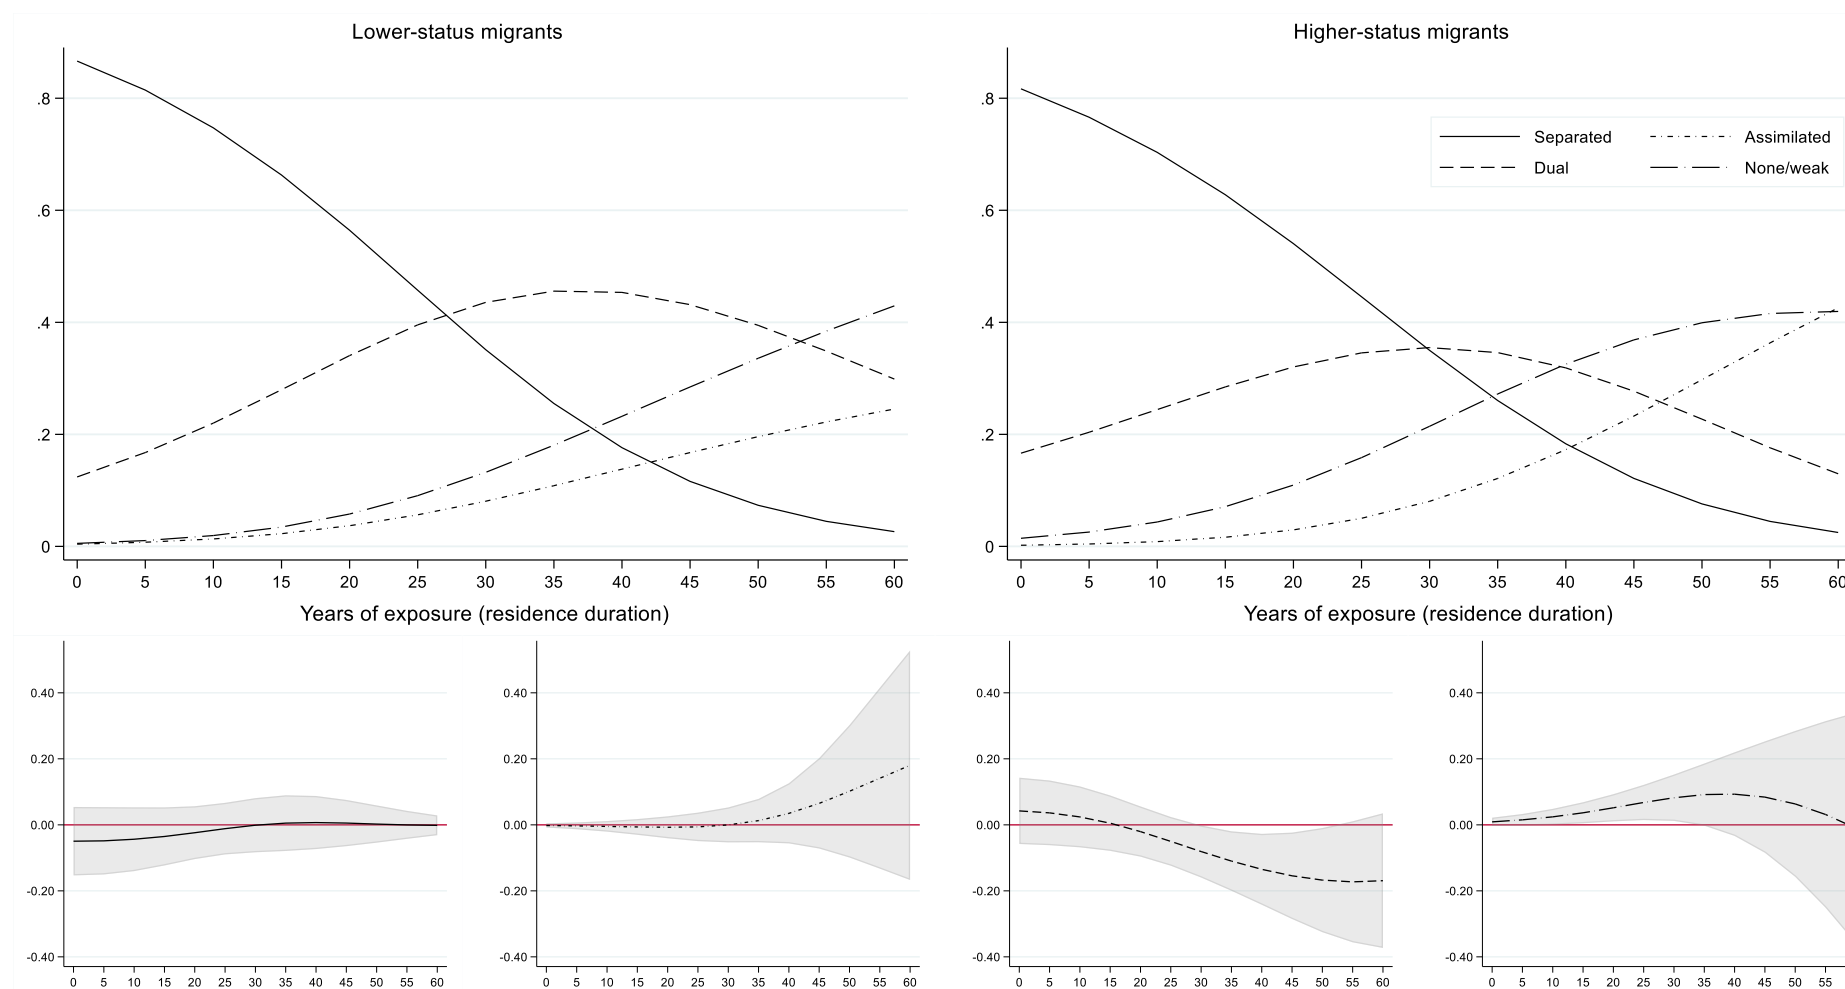 Lower-status migrants
.8
.6
.4
.2
0
0 5 10 15 20 25 30 35 40 45 50 55 60
Years of exposure (residence duration)
Higher-status migrants
Separated Assimilated
Dual None/weak
.8
.6
.4
.2
0
0 5 10 15 20 25 30 35 40 45 50 55 60
Years of exposure (residence duration)
0.40
0.20
0.00
-0.20
-0.40
0 5 10 15 20 25 30 35 40 45 50 55 60
0.40
0.20
0.00
-0.20
-0.40
0 5 10 15 20 25 30 35 40 45 50 55 60
0.40
0.20
0.00
-0.20
-0.40
0 5 10 15 20 25 30 35 40 45 50 55 60
0.40
0.20
0.00
-0.20
-0.40
0 5 10 15 20 25 30 35 40 45 50 55